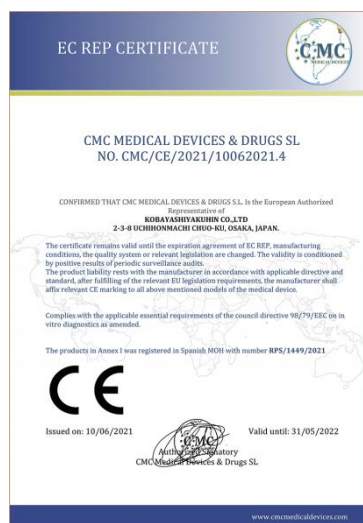 EC REP CERTIFICATE
CMC
MEDICAL DEVICES
CMC MEDICAL DEVICES & DRUGS SL
NO. CMC/CE/2021/10062021.4
CONFIRMED THAT CMC MEDICAL DEVICES & DRUGS S,L. Is the European Authorized
Representative of
KOBAYASHIYAKUHIN CO.,LTD
2-3-8 UCHIHONMACHI CHUO-KU, OSAKA, JAPAN.
The certificate remains valid until the expiration agreement of EC REP, manufacturing
conditions, the quality system or relevant legislation are changed. The validity is conditioned
by positive results of periodic surveillance audits.
The product liability rests with the manufacturer in accordance with applicable directive and
standard, after fulfilling of the relevant EU legislation requirements, the manufacturer shall
affix relevant CE marking to all above mentioned models of the medical device.
Complies with the applicable essential requirements of the council directive 98/79/EEC on in
vitro diagnostics as amended.
The products in Annex I was registered in Spanish MOH with number RPS/1449/2021
CE
Issued on: 10/06/2021
Valid until: 31/05/2022
CMC
Authorized Signatory
CMC Medical Devices & Drugs SL
www.cmcmedicaldevices.com